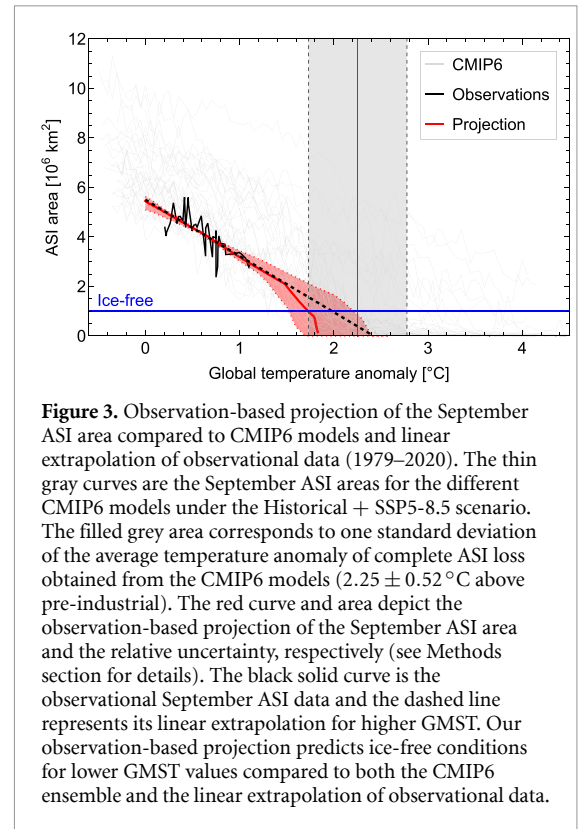 12
10
8
6
4
2
0
ASI area [10⁶ km²]
CMIP6
Observations
Projection
Ice-free
0
1
2
3
4
Global temperature anomaly [°C]
Figure 3. Observation-based projection of the September
ASI area compared to CMIP6 models and linear
extrapolation of observational data (1979–2020). The thin
gray curves are the September ASI areas for the different
CMIP6 models under the Historical + SSP5-8.5 scenario.
The filled grey area corresponds to one standard deviation
of the average temperature anomaly of complete ASI loss
obtained from the CMIP6 models (2.25 ± 0.52 °C above
pre-industrial). The red curve and area depict the
observation-based projection of the September ASI area
and the relative uncertainty, respectively (see Methods
section for details). The black solid curve is the
observational September ASI data and the dashed line
represents its linear extrapolation for higher GMST. Our
observation-based projection predicts ice-free conditions
for lower GMST values compared to both the CMIP6
ensemble and the linear extrapolation of observational data.